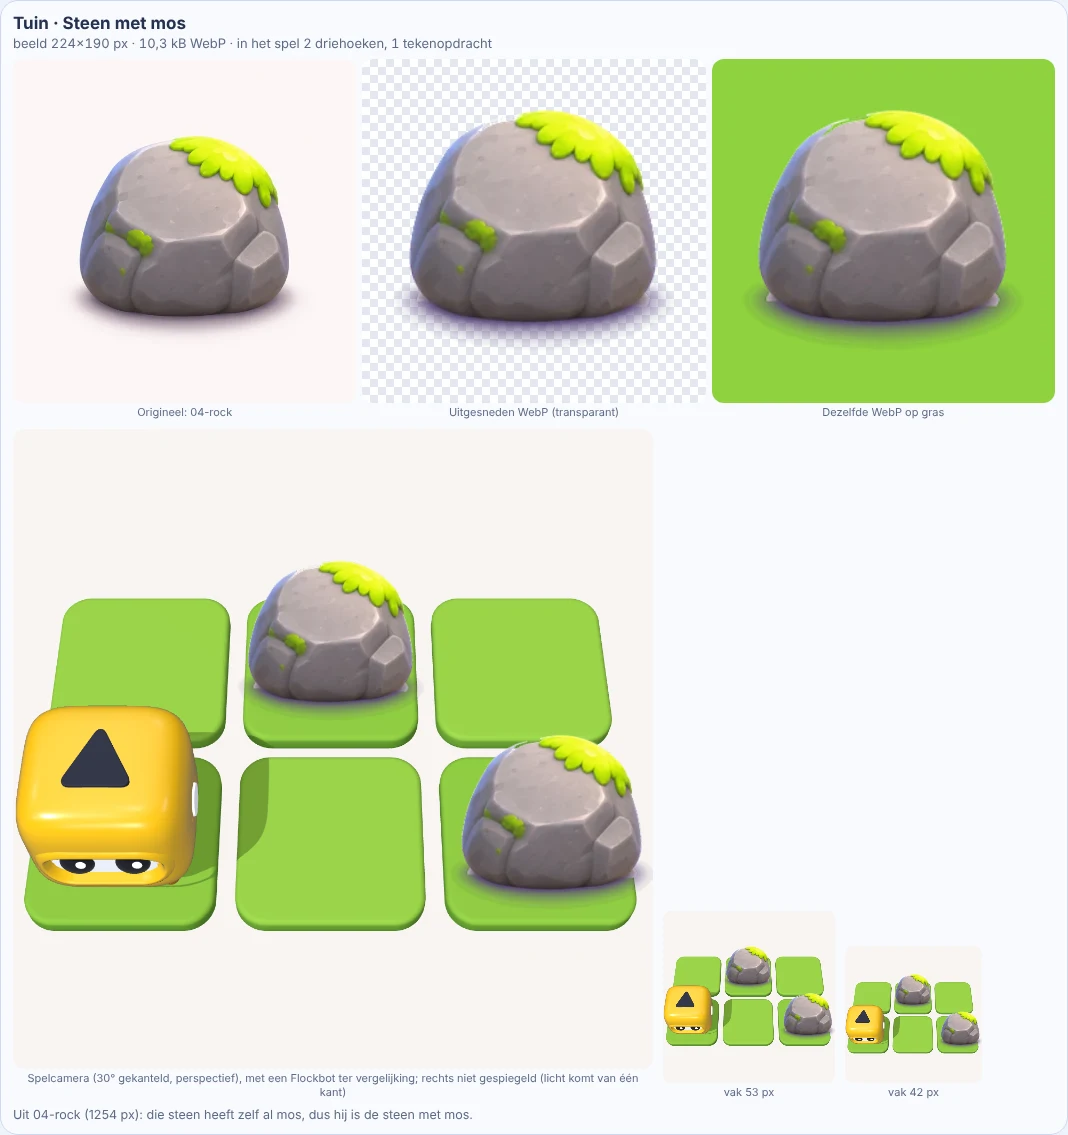 Tuin · Steen met mos
beeld 224×190 px · 10,3 kB WebP · in het spel 2 driehoeken, 1 tekenopdracht
Origineel: 04-rock
Uitgesneden WebP (transparant)
Dezelfde WebP op gras
Spelcamera (30° gekanteld, perspectief), met een Flockbot ter vergelijking; rechts niet gespiegeld (licht komt van één
kant)
vak 53 px
vak 42 px
Uit 04-rock (1254 px): die steen heeft zelf al mos, dus hij is de steen met mos.